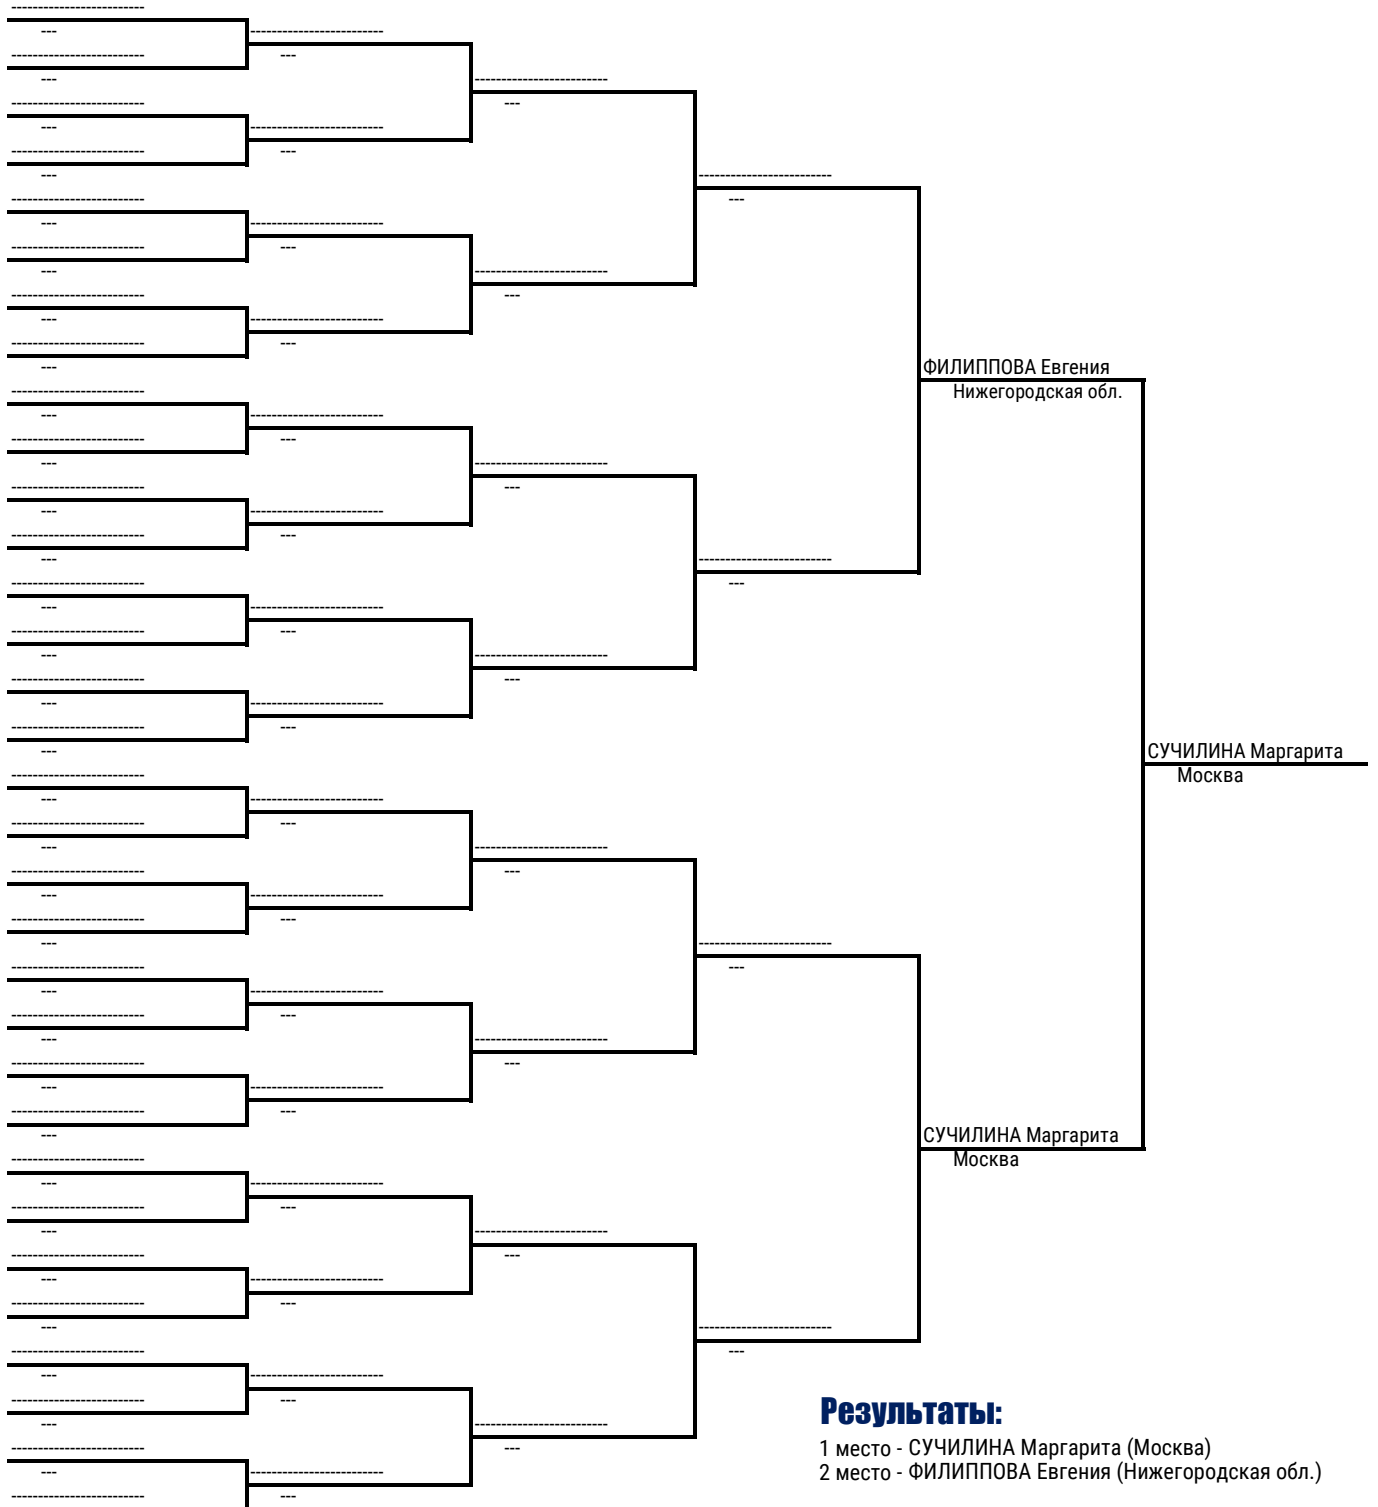 ФИЛИППОВА Евгения
Нижегородская обл.
СУЧИЛИНА Маргарита
Москва
СУЧИЛИНА Маргарита
Москва
Результаты:
1 место - СУЧИЛИНА Маргарита (Москва)
2 место - ФИЛИППОВА Евгения (Нижегородская обл.)